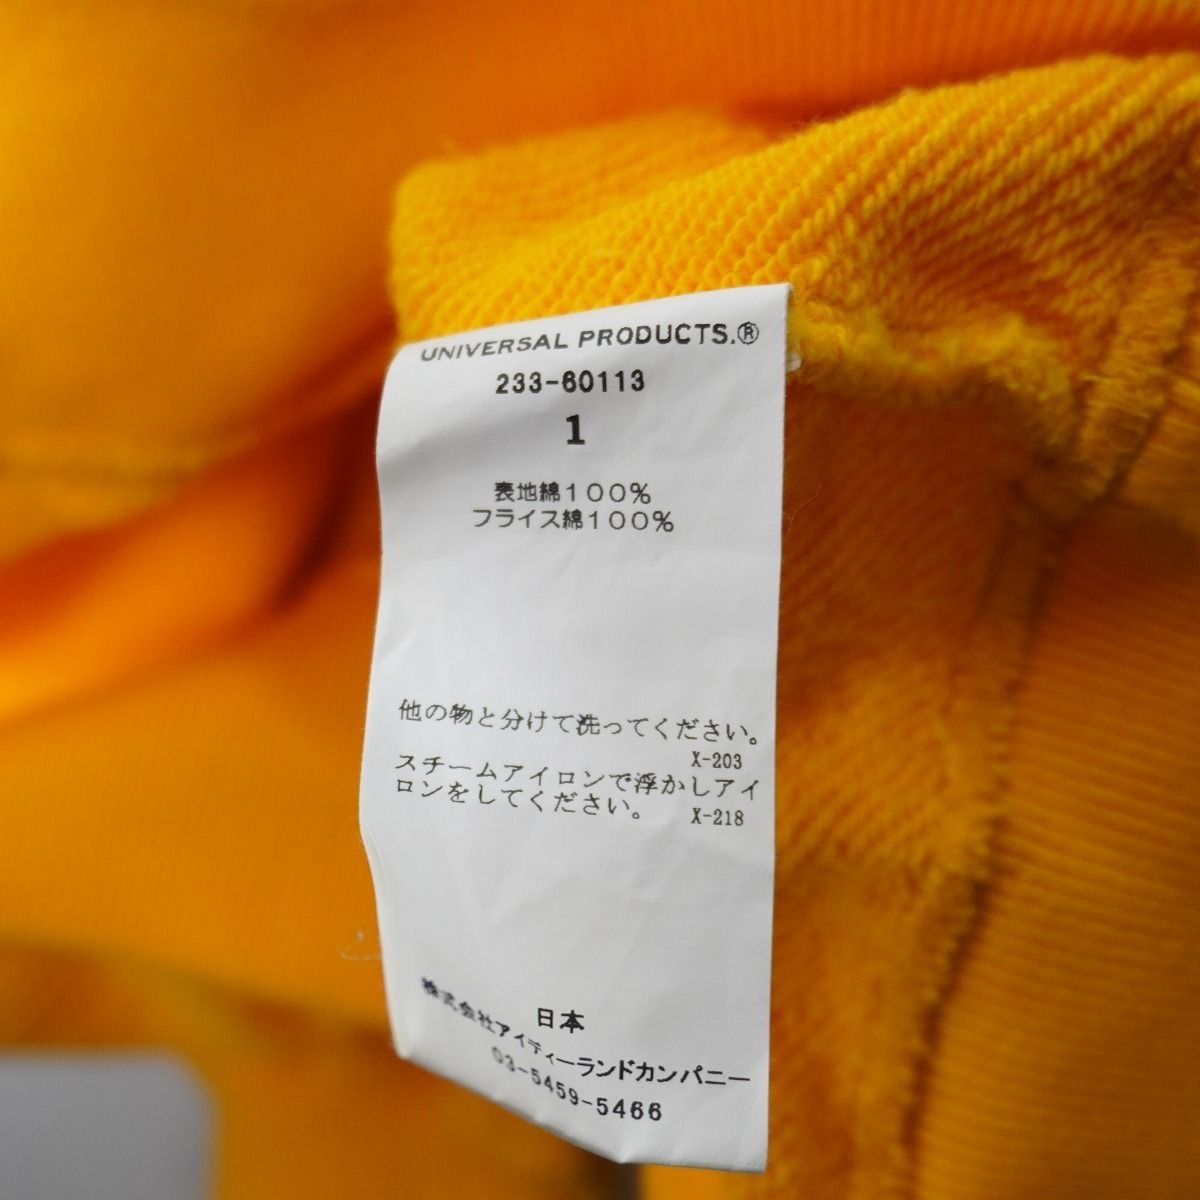 UNIVERSAL PRODUCTS.®
233-60113
1
表地綿100%
フライス綿100%
他の物と分けて洗ってください。
X-203
スチームアイロンで浮かしアイ
ロンをしてください。 X-218
日本
株式会社アイディーランドカンパニー
03-5459-5466